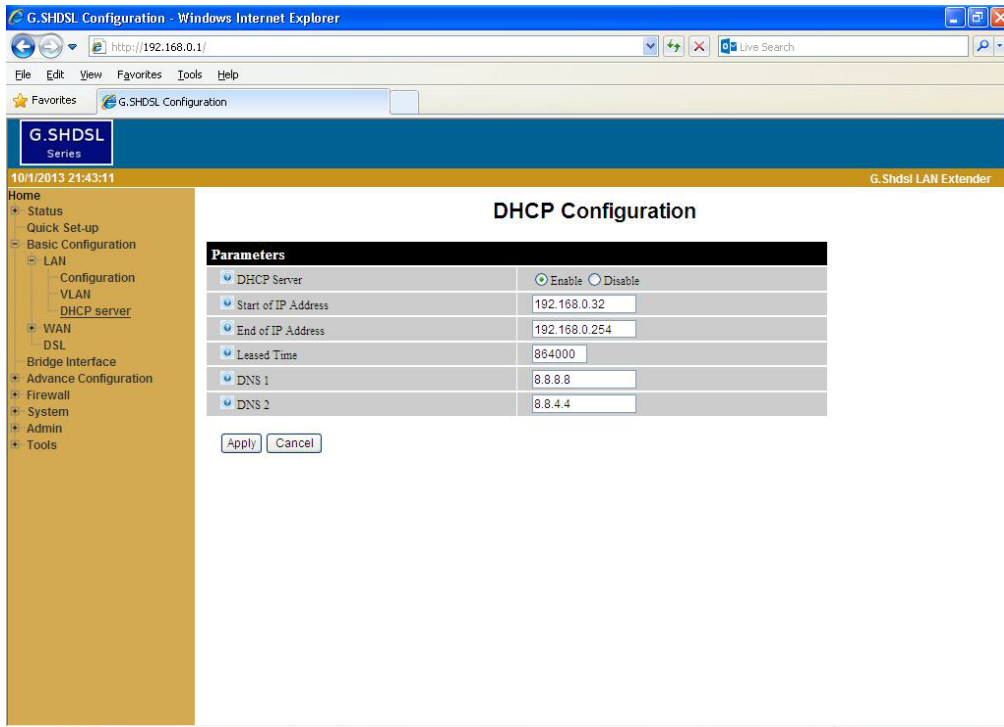 G.SHDSL Configuration - Windows Internet Explorer
http://192.168.0.1/
Live Search
File Edit View Favorites Tools Help
Favorites
G.SHDSL Configuration
G.SHDSL
Series
10/1/2013 21:43:11
G.Shdsl LAN Extender
Home
Status
Quick Set-up
Basic Configuration
LAN
Configuration
VLAN
DHCP server
WAN
DSL
Bridge Interface
Advance Configuration
Firewall
System
Admin
Tools
DHCP Configuration
Parameters
DHCP Server Enable Disable
Start of IP Address 192.168.0.32
End of IP Address 192.168.0.254
Leased Time 864000
DNS 1 8.8.8.8
DNS 2 8.8.4.4
Apply Cancel